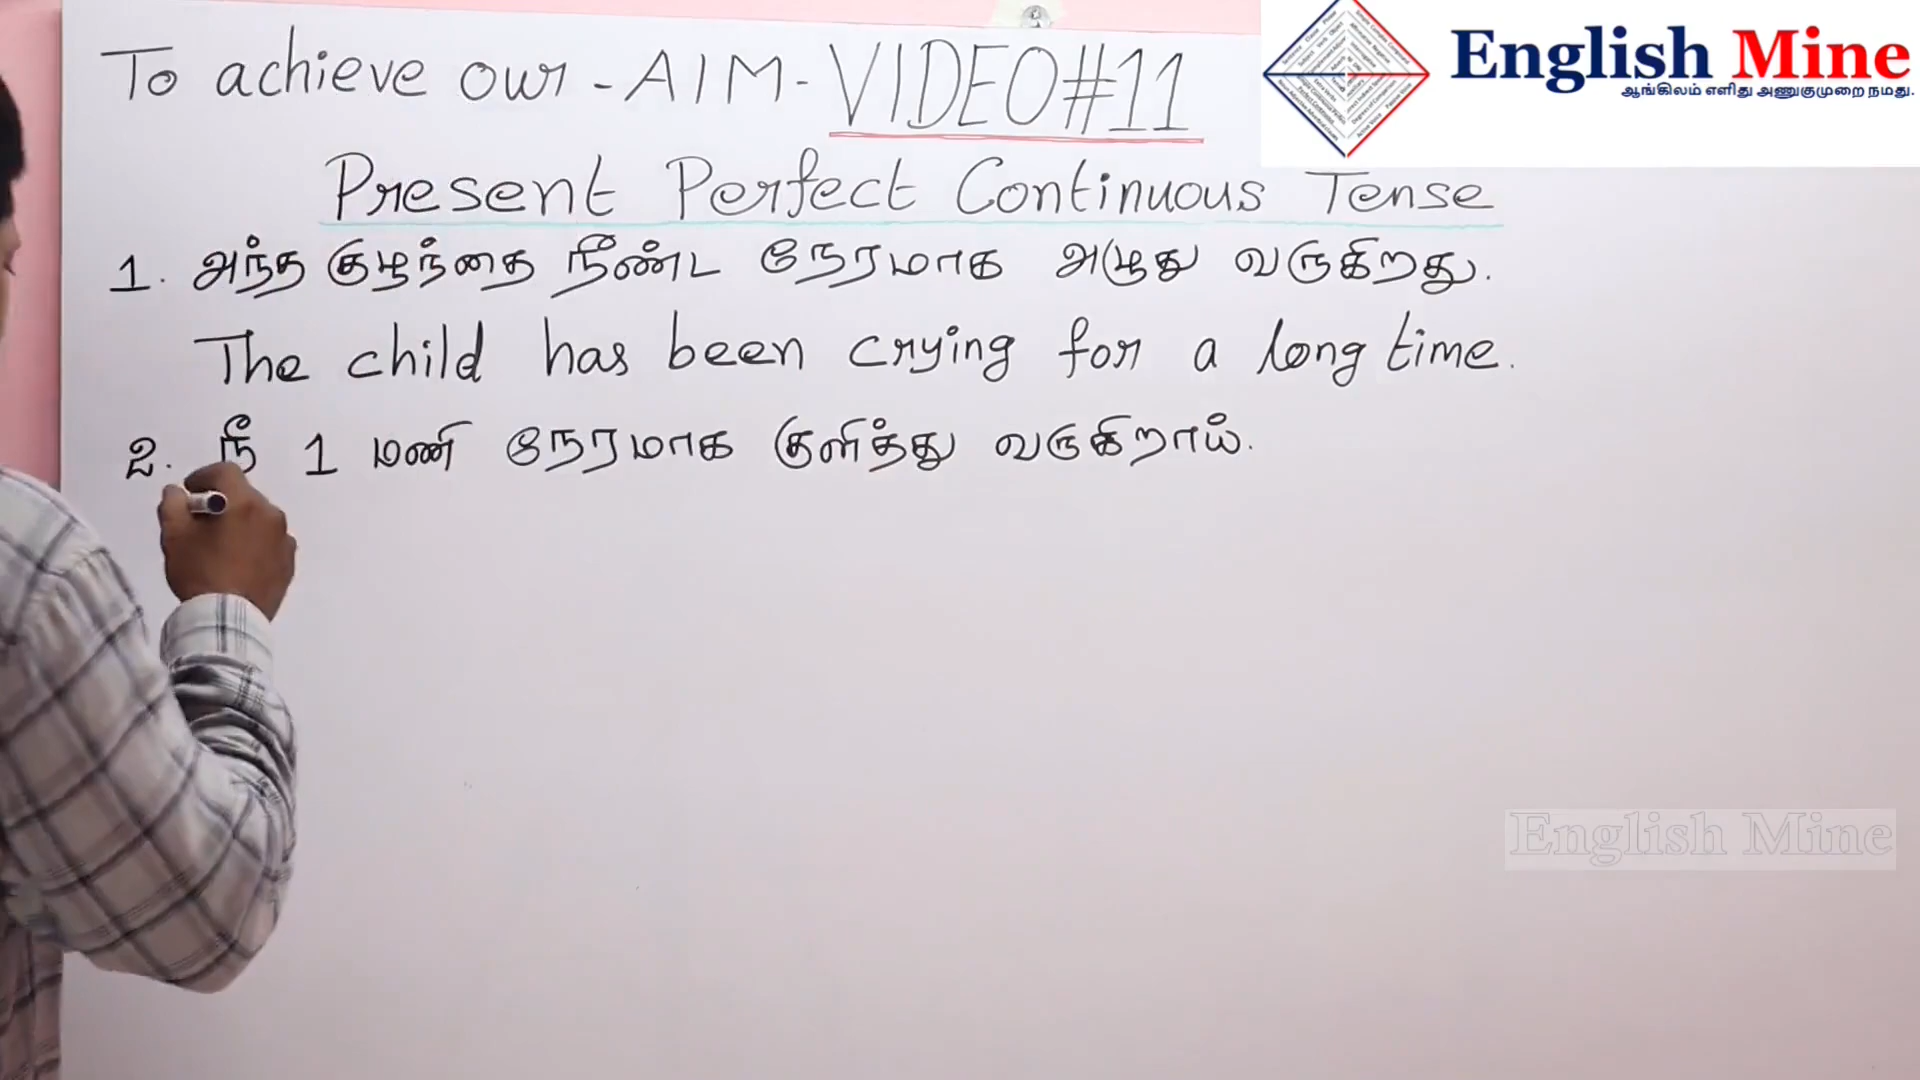 To achieve our - AIM - VIDEO#11
English Mine
ஆங்கிலம் எளிது அணுகுமுறை நமது.
Present Perfect Continuous Tense
1. அந்த குழந்தை நீண்ட நேரமாக அழுது வருகிறது.
The child has been crying for a long time.
2. நீ 1 மணி நேரமாக குளித்து வருகிறாய்.
English Mine